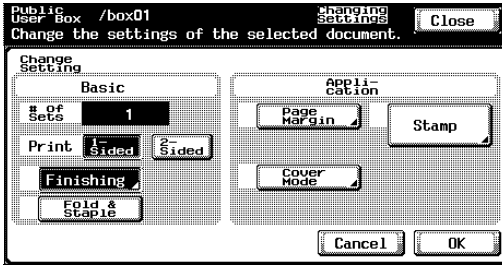 Public
User Box /box01
Changing
Settings
Close
Change the settings of the selected document.
Change
Setting
Basic
# of
Sets
1
Print
1-
Sided
2-
Sided
Finishing
Fold &
Staple
Appli-
cation
Page
Margin
Stamp
Cover
Mode
Cancel
OK